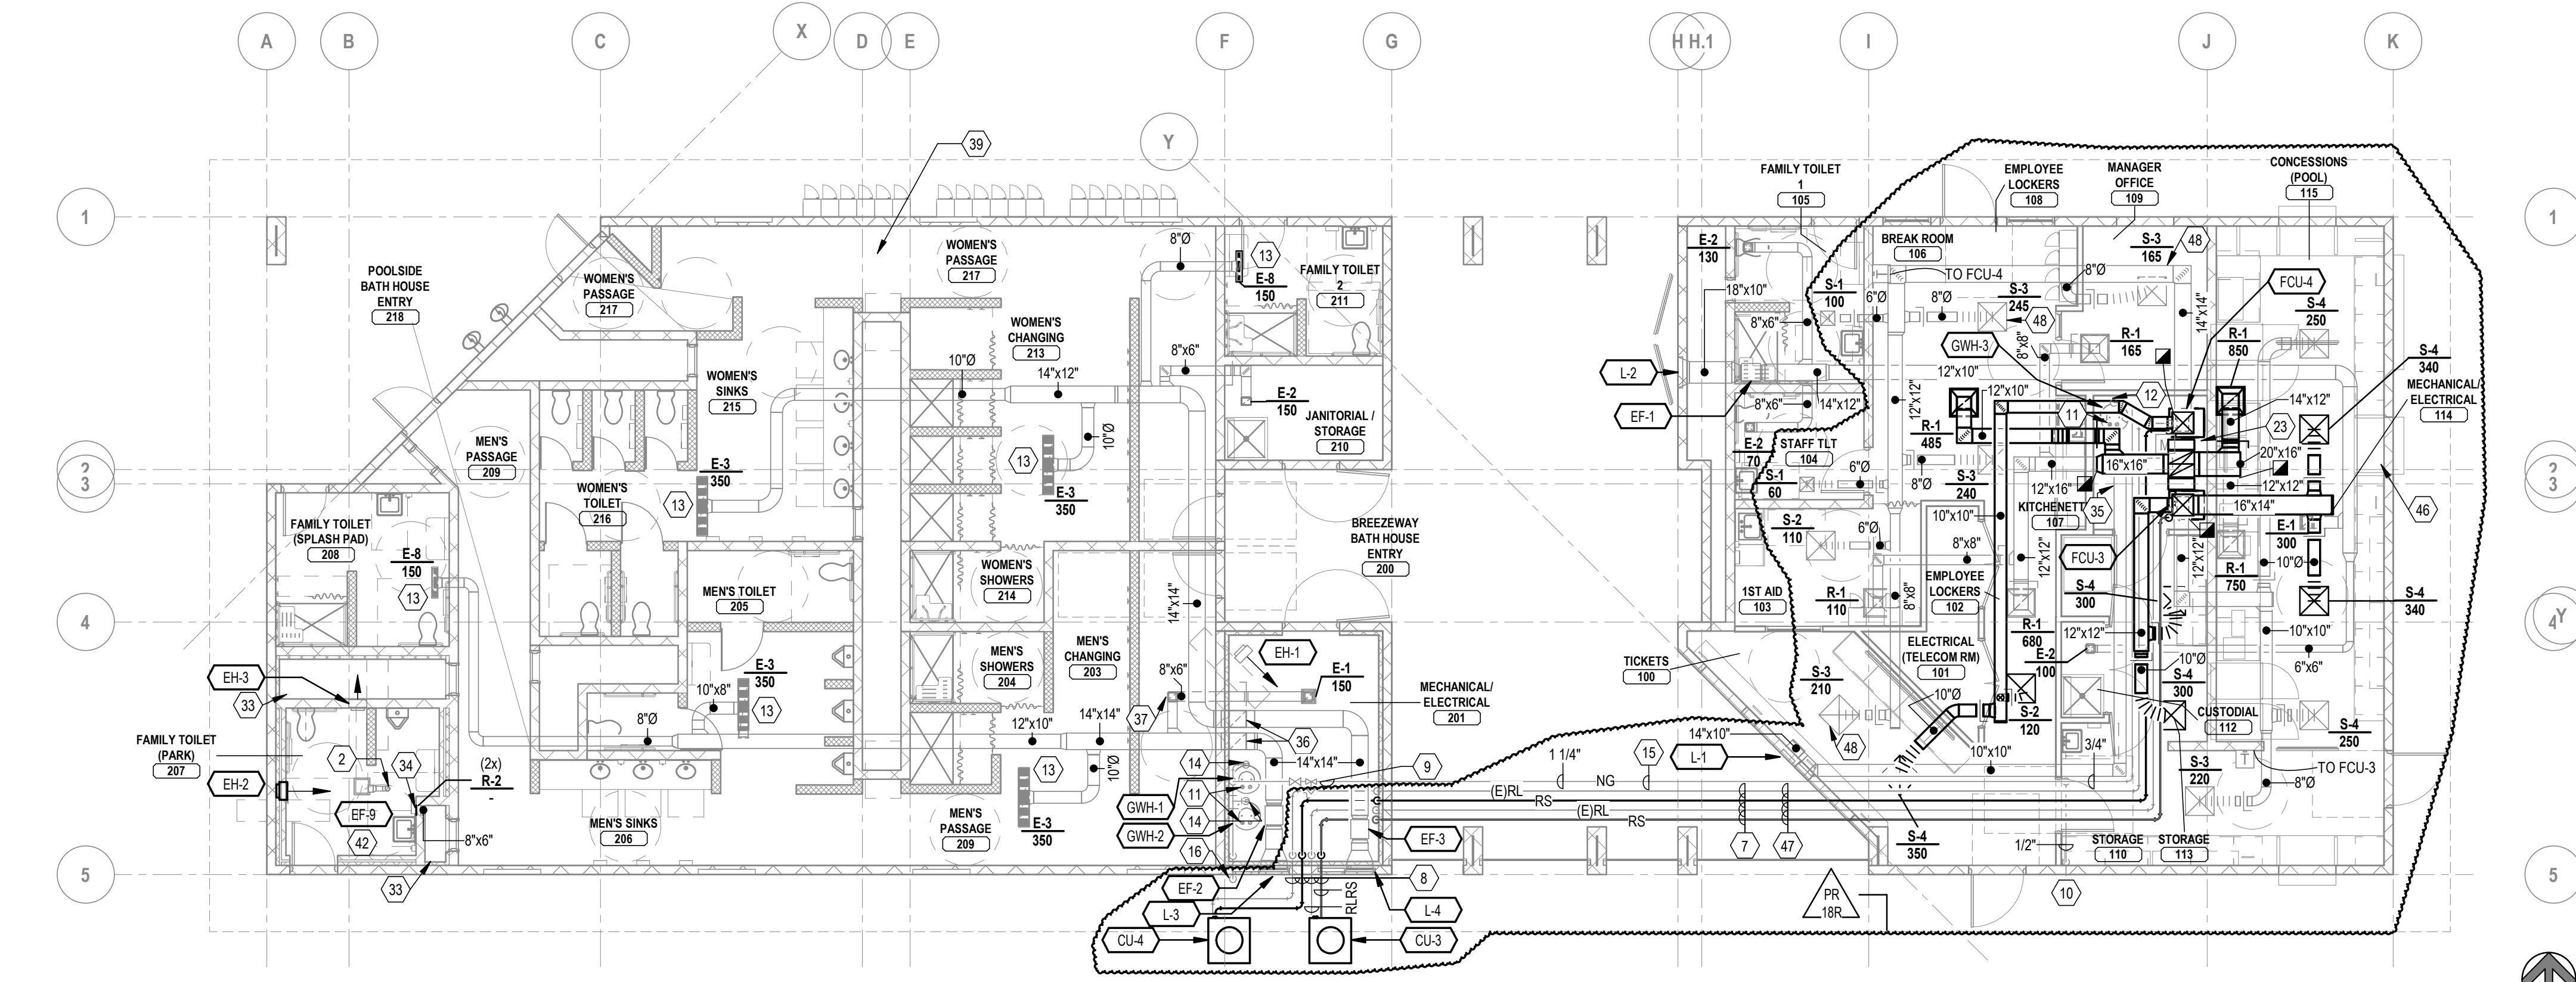 A
B
C
X
D
E
F
G
H
H.1
I
J
K
Y
1
1
39
FAMILY TOILET
1
105
EMPLOYEE
LOCKERS
108
MANAGER
OFFICE
109
CONCESSIONS
(POOL)
115
POOLSIDE
BATH HOUSE
ENTRY
218
WOMEN'S
PASSAGE
217
WOMEN'S
PASSAGE
217
8"Ø
13
E-8
150
FAMILY TOILET
2
211
E-2
130
18"x10"
BREAK ROOM
106
TO FCU-4
S-3
165
48
8"Ø
FCU-4
S-4
250
S-1
100
6"Ø
8"Ø
S-3
245
48
14"x14"
8"x6"
GWH-3
8"x8"
R-1
165
R-1
850
S-4
340
WOMEN'S
CHANGING
213
WOMEN'S
SINKS
215
10"Ø
14"x12"
8"x6"
E-2
150
JANITORIAL /
STORAGE
210
L-2
EF-1
8"x6"
14"x12"
12"x12"
12"x10"
12"x10"
12
11
14"x12"
MECHANICAL/
ELECTRICAL
114
R-1
485
23
20"x16"
MEN'S
PASSAGE
209
10"Ø
13
E-3
350
E-3
350
13
E-2
70
STAFF TLT
104
6"Ø
8"Ø
S-1
60
S-3
240
16"x16"
12"x16"
12"x12"
16"x14"
2
3
2
3
WOMEN'S
TOILET
216
FAMILY TOILET
(SPLASH PAD)
208
E-8
150
13
BREEZEWAY
BATH HOUSE
ENTRY
200
S-2
110
6"Ø
10"x10"
KITCHENETT
107
35
46
8"x8"
12"x12"
FCU-3
12"x12"
E-1
300
10"Ø
R-1
750
WOMEN'S
SHOWERS
214
MEN'S TOILET
205
14"x14"
1ST AID
103
R-1
110
8"x8"
EMPLOYEE
LOCKERS
102
S-4
300
S-4
340
4
4
Y
R-1
680
12"x12"
10"x10"
6"x6"
E-2
100
10"Ø
S-4
300
EH-3
33
E-3
350
10"x8"
13
MEN'S
SHOWERS
204
MEN'S
CHANGING
203
8"x6"
37
EH-1
E-1
150
MECHANICAL/
ELECTRICAL
201
TICKETS
100
ELECTRICAL
(TELECOM RM)
101
S-3
210
10"Ø
S-2
120
CUSTODIAL
112
S-4
250
FAMILY TOILET
(PARK)
207
EH-2
2
34
(2x)
R-2
-
8"Ø
12"x10"
14"x14"
36
14"x14"
14"x10"
L-1
48
10"x10"
3/4"
TO FCU-3
8"Ø
S-3
220
10"Ø
13
14
11
14
GWH-1
GWH-2
9
1 1/4"
NG
15
(E)RL
RS
(E)RL
RS
EF-9
42
8"x6"
33
MEN'S SINKS
206
MEN'S
PASSAGE
209
E-3
350
16
EF-2
L-3
CU-4
EF-3
8
RLRS
L-4
CU-3
7
47
S-4
350
1/2"
10
STORAGE
110
STORAGE
113
PR
18R
5
5